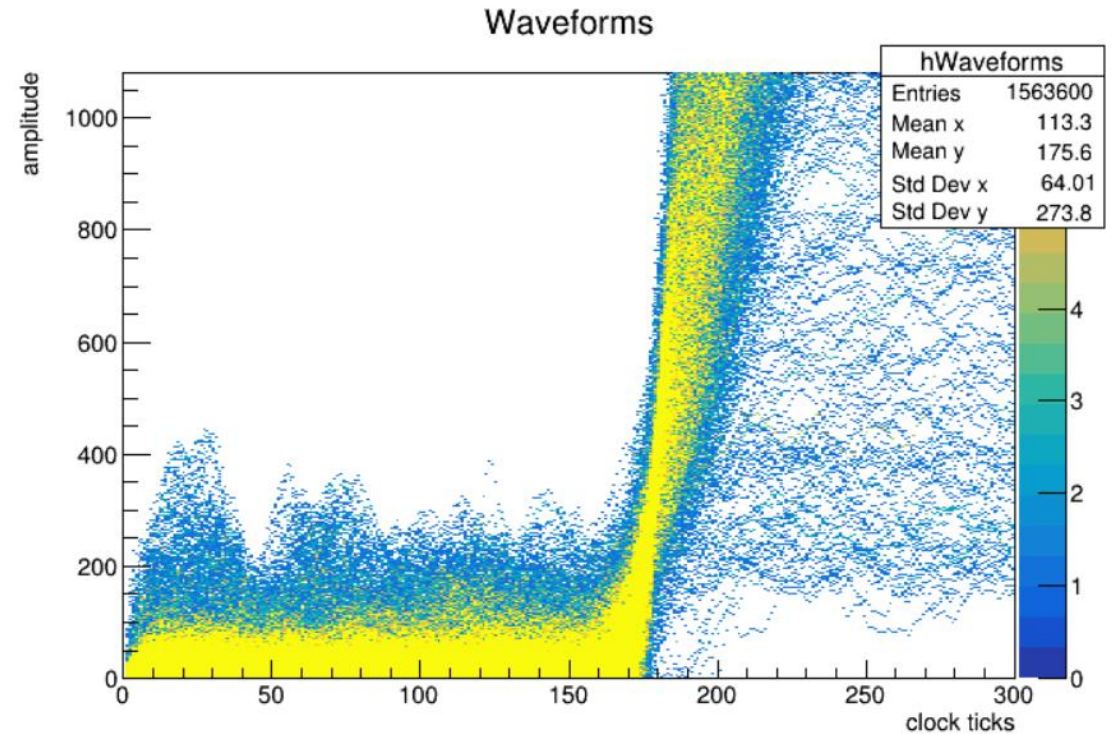 Waveforms
hWaveforms
Entries 1563600
Mean x 113.3
Mean y 175.6
Std Dev x 64.01
Std Dev y 273.8
amplitude
1000
800
600
400
200
0
4
3
2
1
0
0 50 100 150 200 250 300
clock ticks